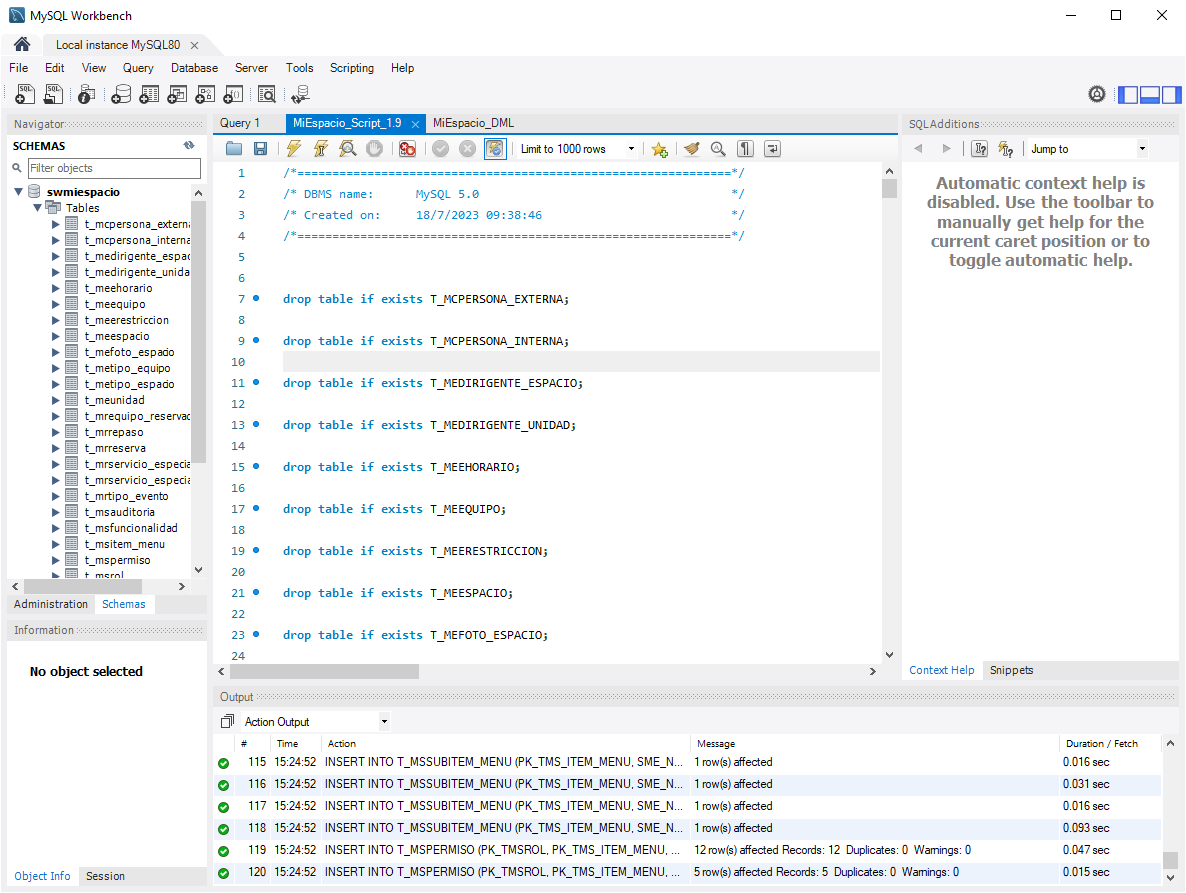 MySQL Workbench
Local instance MySQL80
File Edit View Query Database Server Tools Scripting Help
Navigator
SCHEMAS
Filter objects
swmiespacio
Tables
t_mcpersona_externa
t_mcpersona_interna
t_medirigente_espac
t_medirigente_unida
t_meehorario
t_meequipo
t_meerestriccion
t_meespacio
t_mefoto_espacio
t_metipo_equipo
t_metipo_espacio
t_meunidad
t_mrequipo_reservad
t_mrrepaso
t_mrreserva
t_mrservicio_especia
t_mrservicio_especia
t_mrtipo_evento
t_msauditoria
t_msfuncionalidad
t_msitem_menu
t_mspermiso
t_msrol
Administration Schemas
Information
No object selected
Object Info Session
Query 1 MiEspacio_Script_1.9 MiEspacio_DML
Limit to 1000 rows
1 /*==============================================================*/
2 /* DBMS name: MySQL 5.0 */
3 /* Created on: 18/7/2023 09:38:46 */
4 /*==============================================================*/
5
6
7 drop table if exists T_MCPERSONA_EXTERNA;
8
9 drop table if exists T_MCPERSONA_INTERNA;
10
11 drop table if exists T_MEDIRIGENTE_ESPACIO;
12
13 drop table if exists T_MEDIRIGENTE_UNIDAD;
14
15 drop table if exists T_MEEHORARIO;
16
17 drop table if exists T_MEEQUIPO;
18
19 drop table if exists T_MEERESTRICCION;
20
21 drop table if exists T_MEESPACIO;
22
23 drop table if exists T_MEFOTO_ESPACIO;
24
SQLAdditions
Jump to
Automatic context help is
disabled. Use the toolbar to
manually get help for the
current caret position or to
toggle automatic help.
Context Help Snippets
Output
Action Output
# Time Action Message Duration / Fetch
115 15:24:52 INSERT INTO T_MSSUBITEM_MENU (PK_TMS_ITEM_MENU, SME_N... 1 row(s) affected 0.016 sec
116 15:24:52 INSERT INTO T_MSSUBITEM_MENU (PK_TMS_ITEM_MENU, SME_N... 1 row(s) affected 0.031 sec
117 15:24:52 INSERT INTO T_MSSUBITEM_MENU (PK_TMS_ITEM_MENU, SME_N... 1 row(s) affected 0.016 sec
118 15:24:52 INSERT INTO T_MSSUBITEM_MENU (PK_TMS_ITEM_MENU, SME_N... 1 row(s) affected 0.093 sec
119 15:24:52 INSERT INTO T_MSPERMISO (PK_TMSROL, PK_TMS_ITEM_MENU, ... 12 row(s) affected Records: 12 Duplicates: 0 Warnings: 0 0.047 sec
120 15:24:52 INSERT INTO T_MSPERMISO (PK_TMSROL, PK_TMS_ITEM_MENU, ... 5 row(s) affected Records: 5 Duplicates: 0 Warnings: 0 0.015 sec